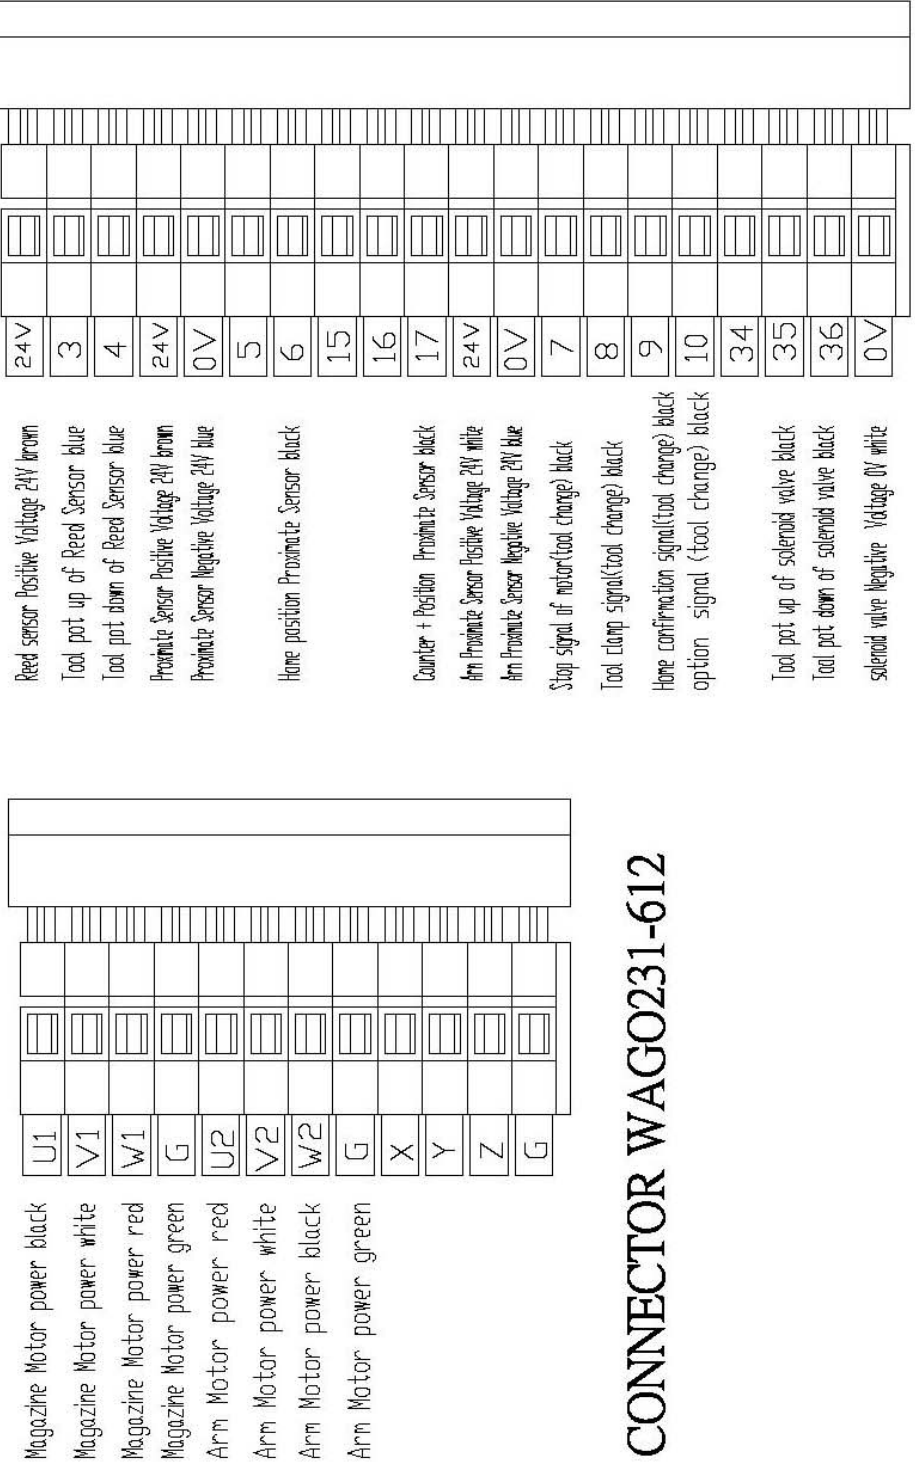 24V
3
4
24V
0V
5
6
15
16
17
24V
0V
7
8
9
10
34
35
36
0V
Reed sensor Positive Voltage 24V brown
Tool pot up of Reed Sensor blue
Tool pot down of Reed Sensor blue
Proximate Sensor Positive Voltage 24V brown
Proximate Sensor Negative Voltage 24V blue
Home position Proximate Sensor black
Counter + Position Proximate Sensor black
Arm Proximate Sensor Positive Voltage 24V white
Arm Proximate Sensor Negative Voltage 24V blue
Stop signal of motor(tool change) black
Tool clamp signal(tool change) black
Home confirmation signal(tool change) black
option signal (tool change) black
Tool pot up of solenoid valve black
Tool pot down of solenoid valve black
solenoid valve Negative Voltage 0V white
U1
V1
W1
G
U2
V2
W2
G
X
Y
Z
G
Magazine Motor power black
Magazine Motor power white
Magazine Motor power red
Magazine Motor power green
Arm Motor power red
Arm Motor power white
Arm Motor power black
Arm Motor power green
CONNECTOR WAGO231-612